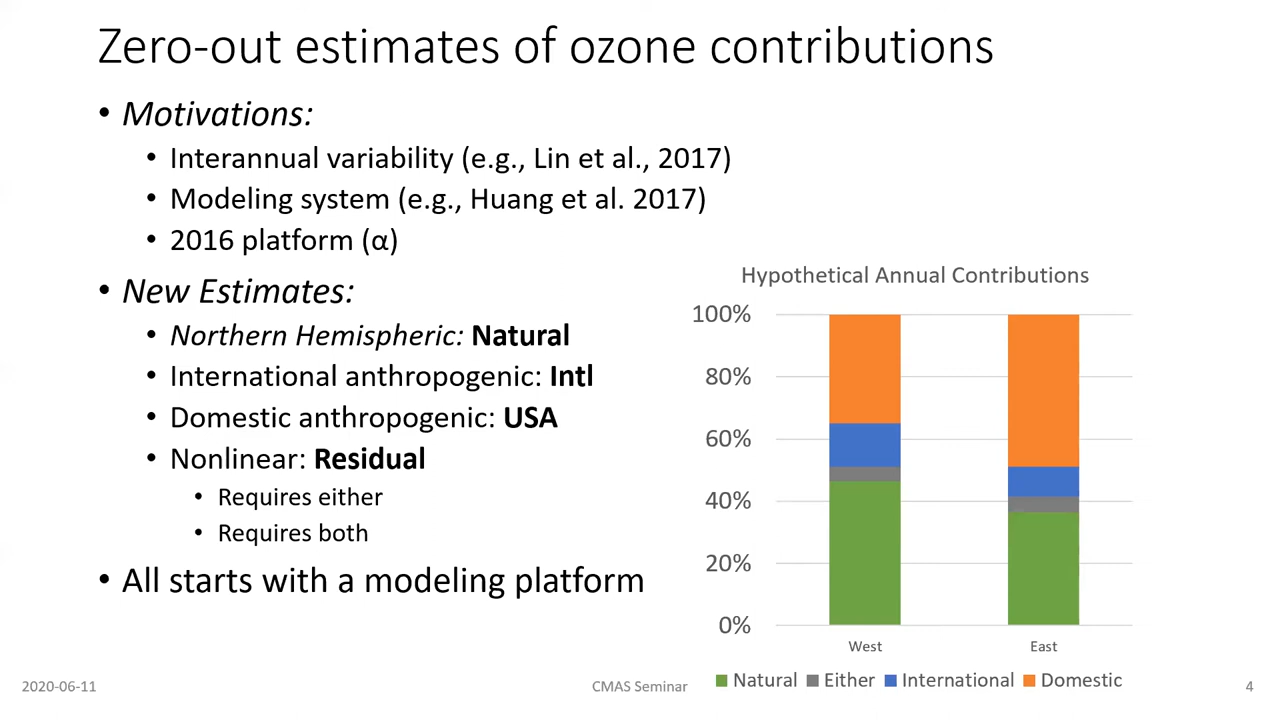 Zero-out estimates of ozone contributions
• Motivations:
• Interannual variability (e.g., Lin et al., 2017)
• Modeling system (e.g., Huang et al. 2017)
• 2016 platform (α)
• New Estimates:
• Northern Hemispheric: Natural
• International anthropogenic: Intl
• Domestic anthropogenic: USA
• Nonlinear: Residual
• Requires either
• Requires both
• All starts with a modeling platform
Hypothetical Annual Contributions
100%
80%
60%
40%
20%
0%
West East
Natural Either International Domestic
2020-06-11
CMAS Seminar
4